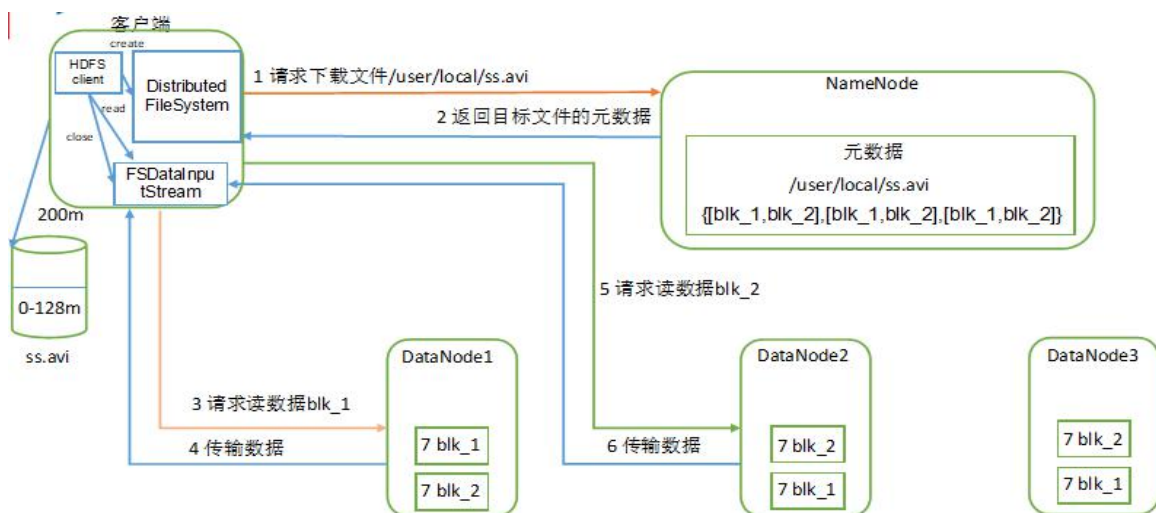 客户端
create
HDFS
client
Distributed
FileSystem
read
close
FSDataInpu
tStream
1 请求下载文件/user/local/ss.avi
2 返回目标文件的元数据
NameNode
元数据
/user/local/ss.avi
{[blk_1,blk_2],[blk_1,blk_2],[blk_1,blk_2]}
200m
0-128m
ss.avi
5 请求读数据blk_2
3 请求读数据blk_1
4 传输数据
6 传输数据
DataNode1
7 blk_1
7 blk_2
DataNode2
7 blk_2
7 blk_1
DataNode3
7 blk_2
7 blk_1